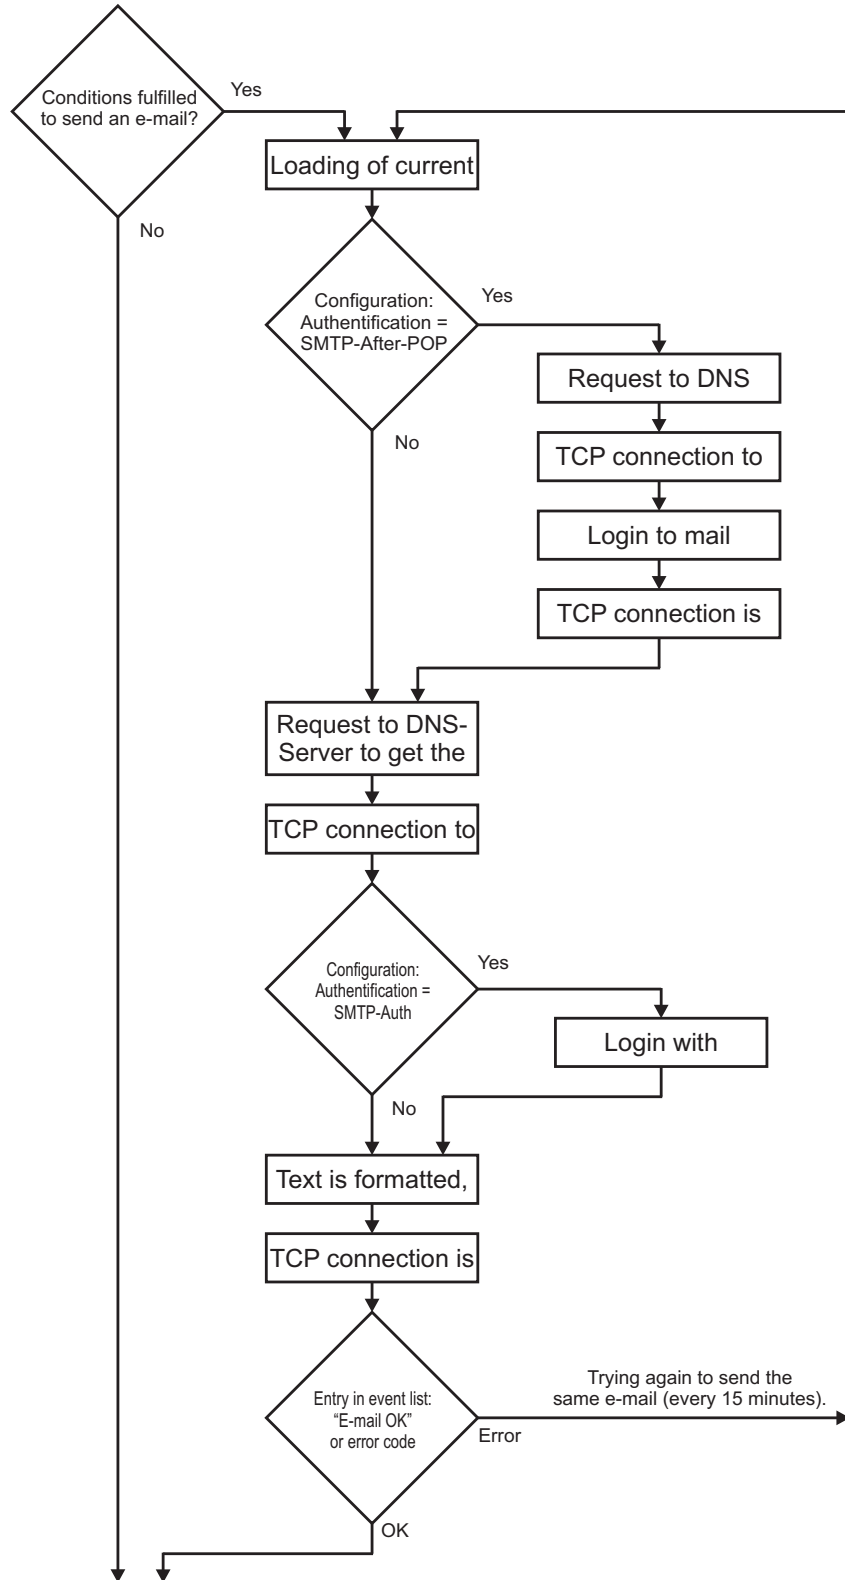 Conditions fulfilled
to send an e-mail?
Yes
No
Loading of current
Configuration:
Authentification =
SMTP-After-POP
Yes
No
Request to DNS
TCP connection to
Login to mail
TCP connection is
Request to DNS-
Server to get the
TCP connection to
Configuration:
Authentification =
SMTP-Auth
Yes
No
Login with
Text is formatted,
TCP connection is
Entry in event list:
“E-mail OK”
or error code
Trying again to send the
same e-mail (every 15 minutes).
Error
OK